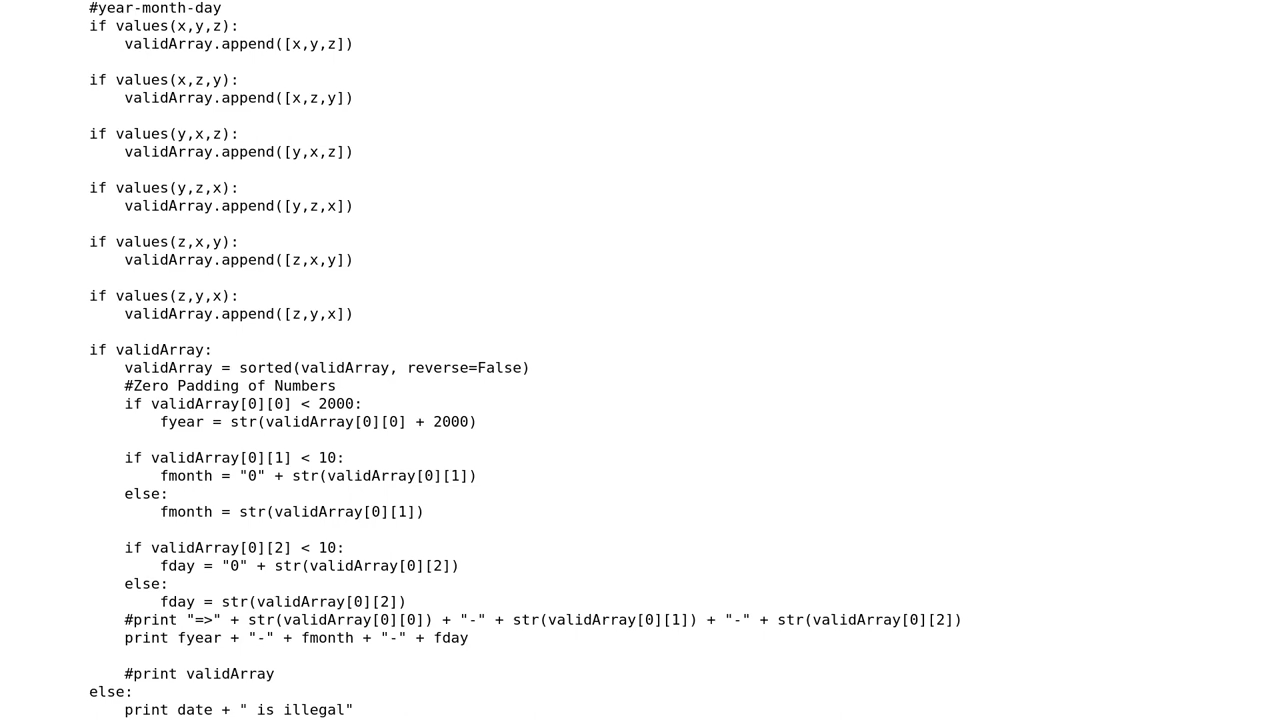 #year-month-day
if values(x,y,z):
    validArray.append([x,y,z])

if values(x,z,y):
    validArray.append([x,z,y])

if values(y,x,z):
    validArray.append([y,x,z])

if values(y,z,x):
    validArray.append([y,z,x])

if values(z,x,y):
    validArray.append([z,x,y])

if values(z,y,x):
    validArray.append([z,y,x])

if validArray:
    validArray = sorted(validArray, reverse=False)
    #Zero Padding of Numbers
    if validArray[0][0] < 2000:
        fyear = str(validArray[0][0] + 2000)

    if validArray[0][1] < 10:
        fmonth = "0" + str(validArray[0][1])
    else:
        fmonth = str(validArray[0][1])

    if validArray[0][2] < 10:
        fday = "0" + str(validArray[0][2])
    else:
        fday = str(validArray[0][2])
    #print "=>" + str(validArray[0][0]) + "-" + str(validArray[0][1]) + "-" + str(validArray[0][2])
    print fyear + "-" + fmonth + "-" + fday

    #print validArray
else:
    print date + " is illegal"